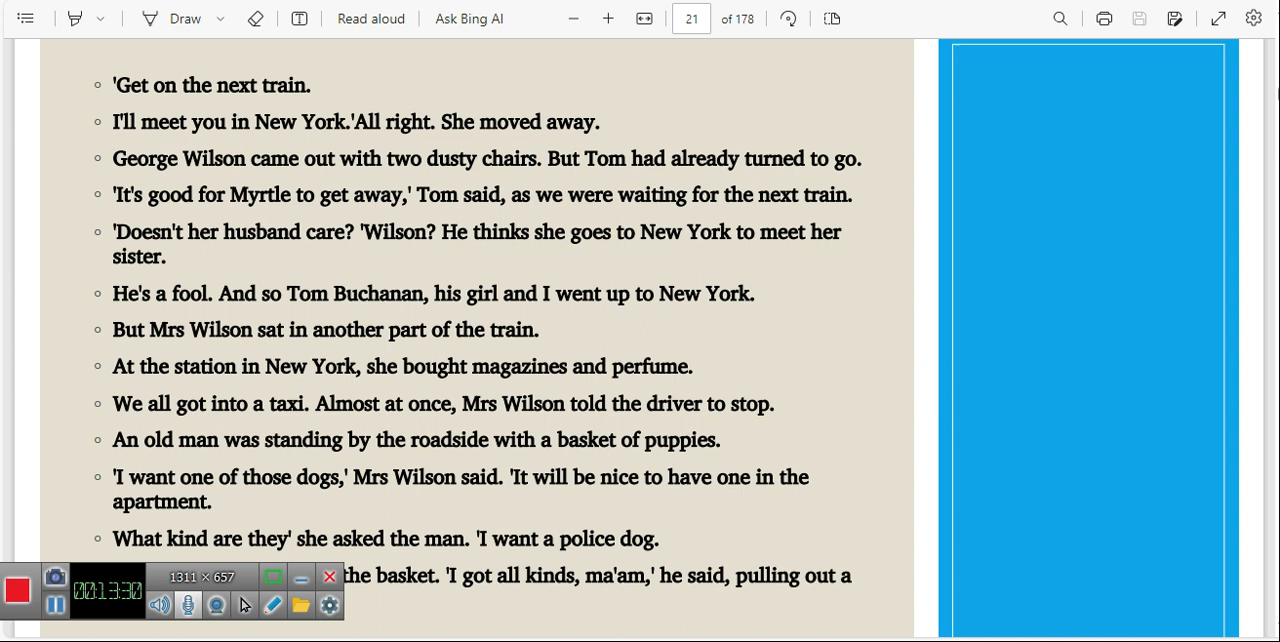 Draw
Read aloud
Ask Bing AI
21 of 178
'Get on the next train.
I'll meet you in New York.'All right. She moved away.
George Wilson came out with two dusty chairs. But Tom had already turned to go.
'It's good for Myrtle to get away,' Tom said, as we were waiting for the next train.
'Doesn't her husband care? 'Wilson? He thinks she goes to New York to meet her
sister.
He's a fool. And so Tom Buchanan, his girl and I went up to New York.
But Mrs Wilson sat in another part of the train.
At the station in New York, she bought magazines and perfume.
We all got into a taxi. Almost at once, Mrs Wilson told the driver to stop.
An old man was standing by the roadside with a basket of puppies.
'I want one of those dogs,' Mrs Wilson said. 'It will be nice to have one in the
apartment.
What kind are they' she asked the man. 'I want a police dog.
the basket. 'I got all kinds, ma'am,' he said, pulling out a
1311 × 657
00:13:30